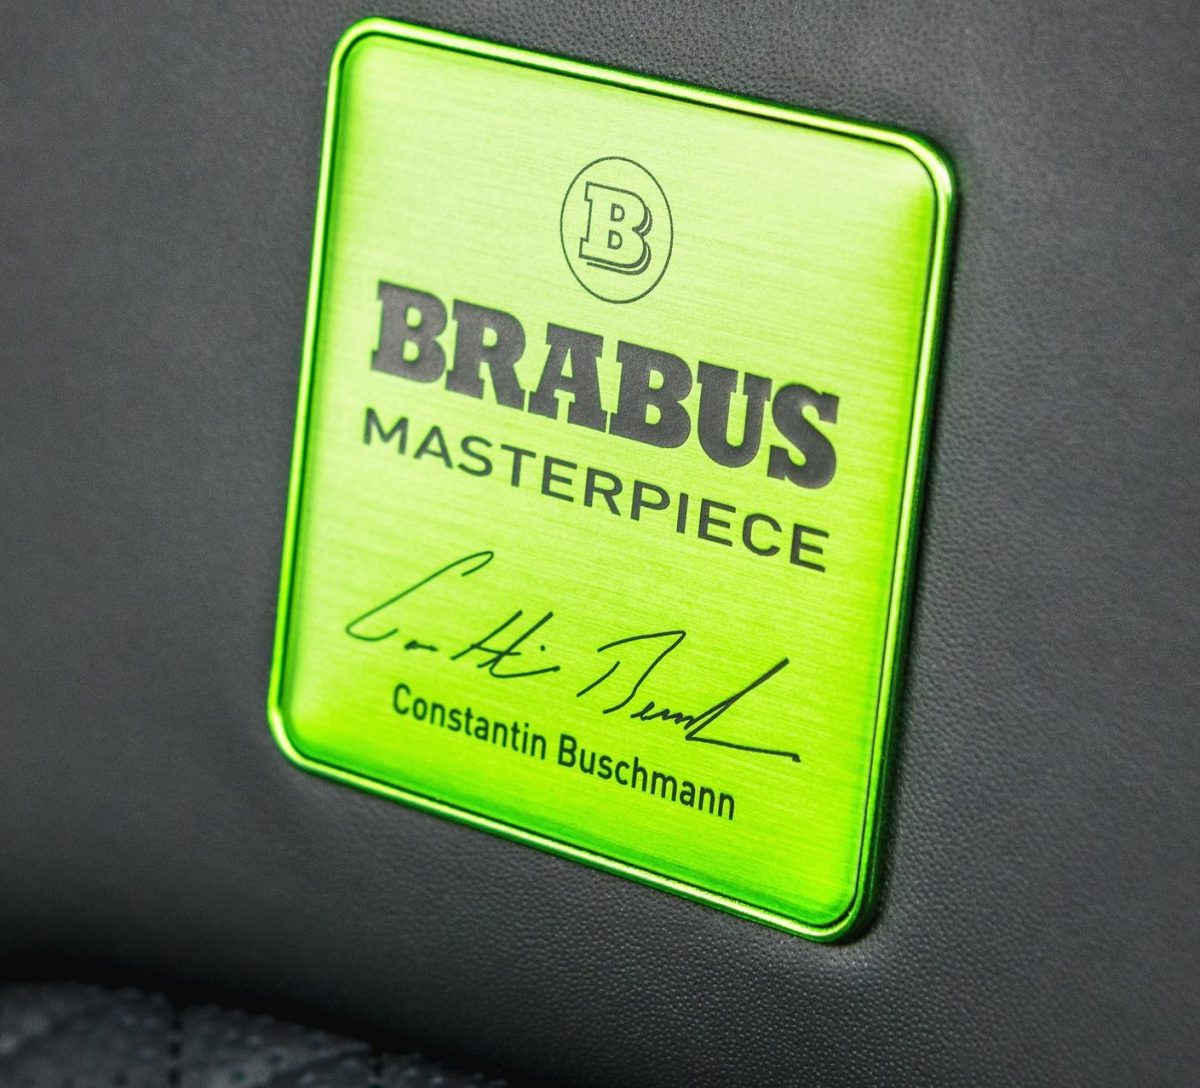 B
BRABUS
MASTERPIECE
Constantin Buschmann